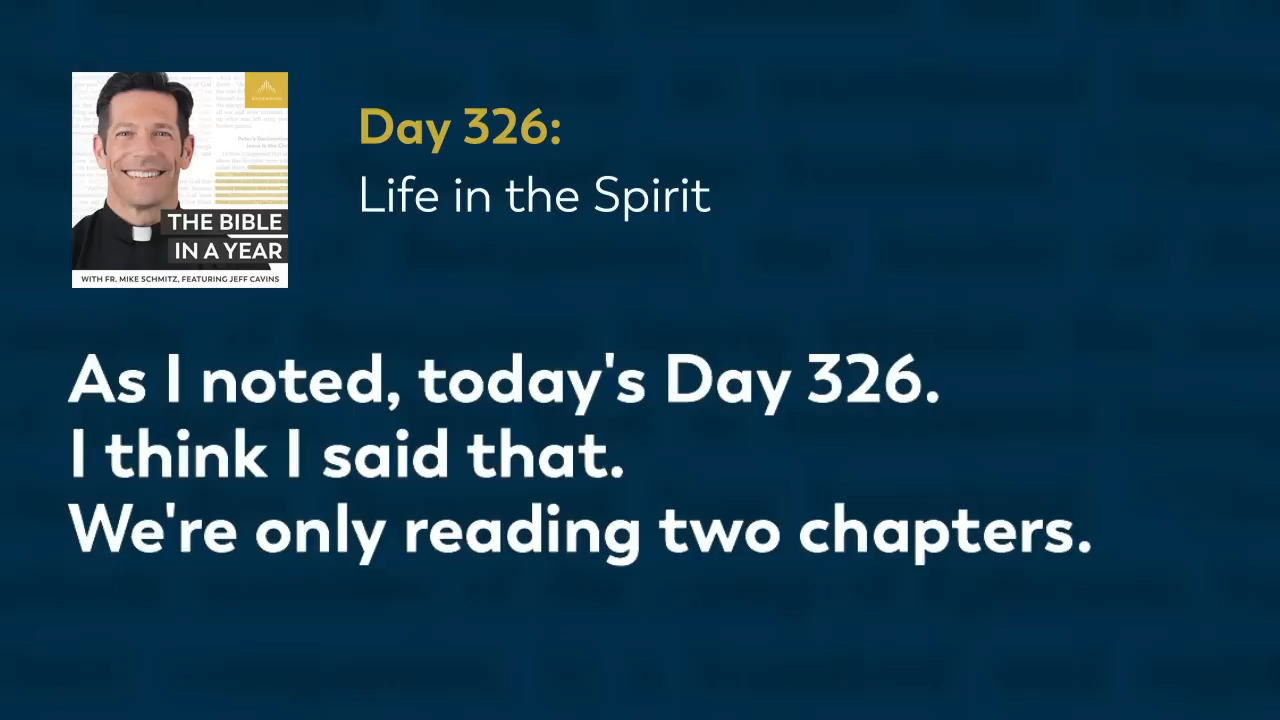 THE BIBLE
IN A YEAR
WITH FR. MIKE SCHMITZ, FEATURING JEFF CAVINS
Day 326:
Life in the Spirit
As I noted, today's Day 326.
I think I said that.
We're only reading two chapters.